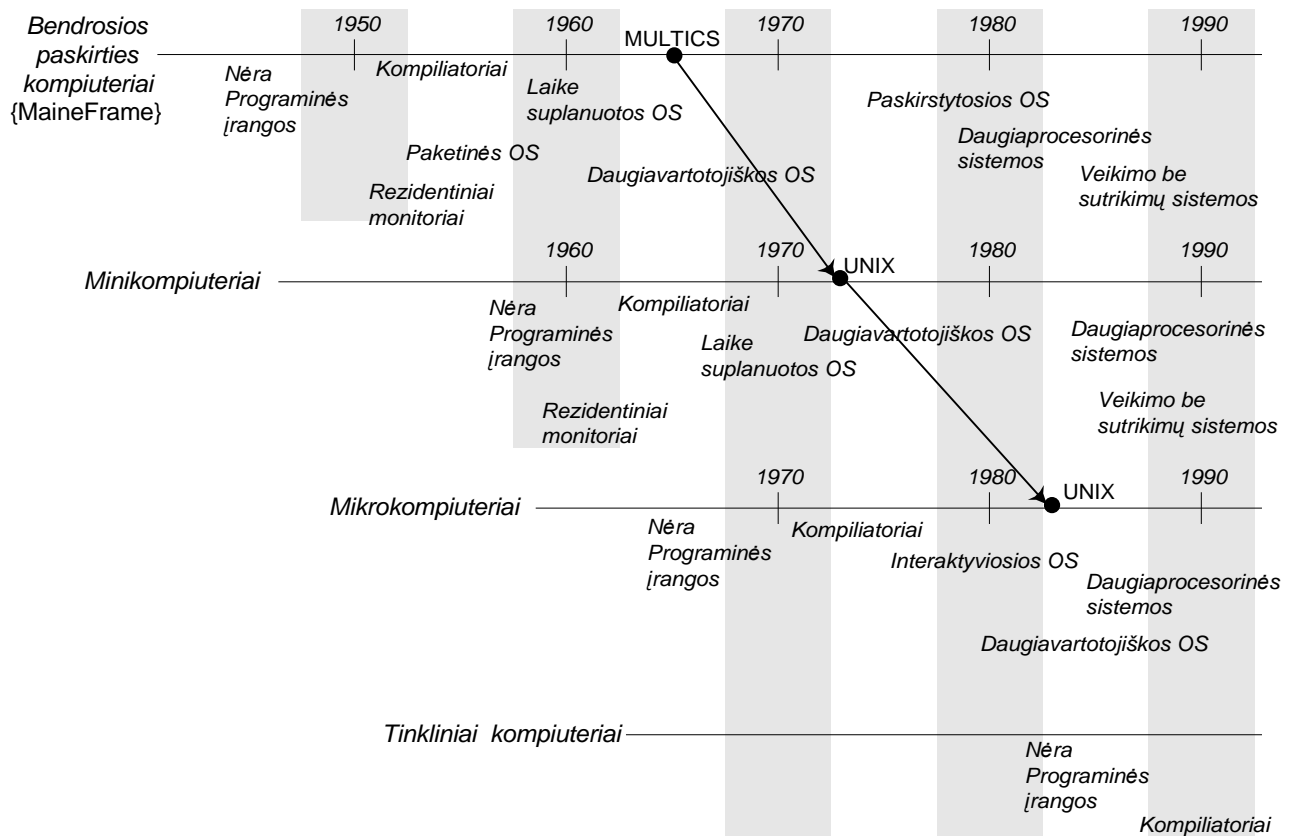 Bendrosios
paskirties
kompiuteriai
{MaineFrame}
1950
1960
1970
1980
1990
MULTICS
Nėra
Programinės
įrangos
Kompiliatoriai
Laike
suplanuotos OS
Paskirstytosios OS
Daugiaprocesorinės
sistemos
Paketinės OS
Daugiavartotojiškos OS
Veikimo be
sutrikimų sistemos
Rezidentiniai
monitoriai
Minikompiuteriai
1960
1970
1980
1990
UNIX
Nėra
Programinės
įrangos
Kompiliatoriai
Laike
suplanuotos OS
Daugiavartotojiškos OS
Daugiaprocesorinės
sistemos
Rezidentiniai
monitoriai
Veikimo be
sutrikimų sistemos
Mikrokompiuteriai
1970
1980
1990
UNIX
Nėra
Programinės
įrangos
Kompiliatoriai
Interaktyviosios OS
Daugiaprocesorinės
sistemos
Daugiavartotojiškos OS
Tinkliniai kompiuteriai
Nėra
Programinės
įrangos
Kompiliatoriai